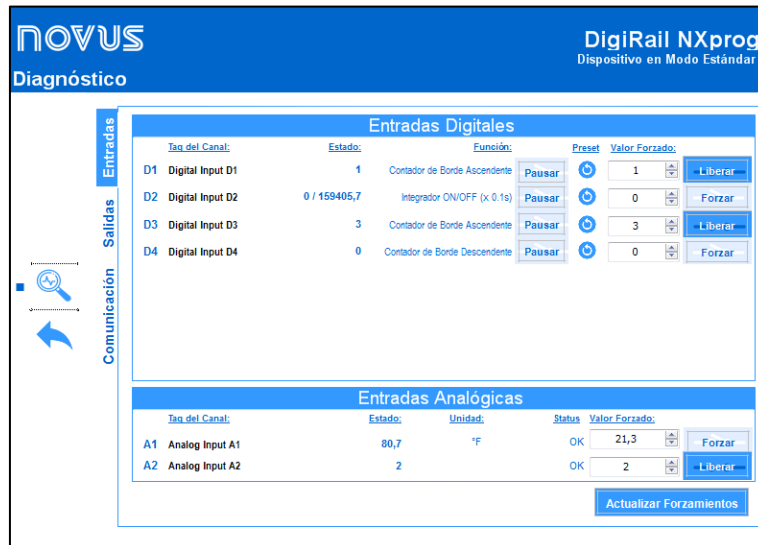 NOVUS
DigiRail NXprog
Dispositivo en Modo Estándar
Diagnóstico
Entradas
Salidas
Comunicación
Entradas Digitales
Tag del Canal: Estado: Función: Preset Valor Forzado:
D1 Digital Input D1 1 Contador de Borde Ascendente Pausar 1 Liberar
D2 Digital Input D2 0 / 159405,7 Integrador ON/OFF (x 0.1s) Pausar 0 Forzar
D3 Digital Input D3 3 Contador de Borde Ascendente Pausar 3 Liberar
D4 Digital Input D4 0 Contador de Borde Descendente Pausar 0 Forzar
Entradas Analógicas
Tag del Canal: Estado: Unidad: Status Valor Forzado:
A1 Analog Input A1 80,7 °F OK 21,3 Forzar
A2 Analog Input A2 2 OK 2 Liberar
Actualizar Forzamientos